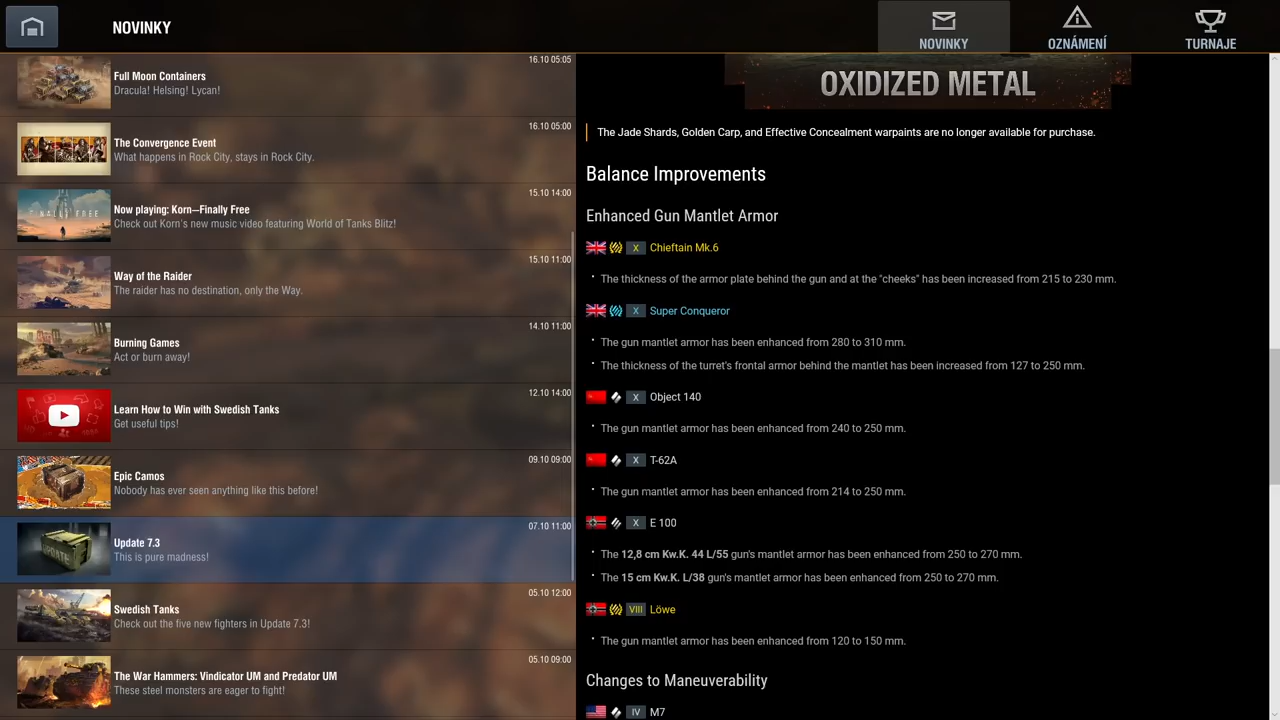 NOVINKY
NOVINKY
OZNÁMENÍ
TURNAJE
16.10 05:05
Full Moon Containers
Dracula! Helsing! Lycan!
16.10 05:00
The Convergence Event
What happens in Rock City, stays in Rock City.
15.10 14:00
Now playing: Korn—Finally Free
Check out Korn's new music video featuring World of Tanks Blitz!
15.10 11:00
Way of the Raider
The raider has no destination, only the Way.
14.10 11:00
Burning Games
Act or burn away!
12.10 14:00
Learn How to Win with Swedish Tanks
Get useful tips!
09.10 09:00
Epic Camos
Nobody has ever seen anything like this before!
07.10 11:00
Update 7.3
This is pure madness!
UPDATE
05.10 12:00
Swedish Tanks
Check out the five new fighters in Update 7.3!
05.10 09:00
The War Hammers: Vindicator UM and Predator UM
These steel monsters are eager to fight!
OXIDIZED METAL
The Jade Shards, Golden Carp, and Effective Concealment warpaints are no longer available for purchase.
Balance Improvements
Enhanced Gun Mantlet Armor
X Chieftain Mk.6
· The thickness of the armor plate behind the gun and at the "cheeks" has been increased from 215 to 230 mm.
X Super Conqueror
· The gun mantlet armor has been enhanced from 280 to 310 mm.
· The thickness of the turret's frontal armor behind the mantlet has been increased from 127 to 250 mm.
X Object 140
· The gun mantlet armor has been enhanced from 240 to 250 mm.
X T-62A
· The gun mantlet armor has been enhanced from 214 to 250 mm.
X E 100
· The 12,8 cm Kw.K. 44 L/55 gun's mantlet armor has been enhanced from 250 to 270 mm.
· The 15 cm Kw.K. L/38 gun's mantlet armor has been enhanced from 250 to 270 mm.
VIII Löwe
· The gun mantlet armor has been enhanced from 120 to 150 mm.
Changes to Maneuverability
IV M7